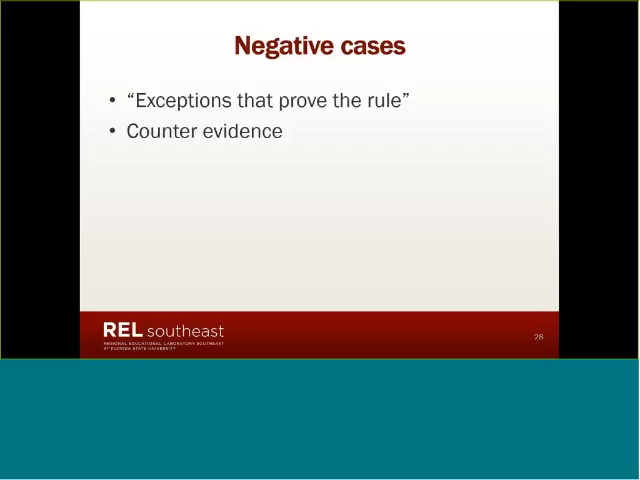 Negative cases
• “Exceptions that prove the rule”
• Counter evidence
REL southeast
REGIONAL EDUCATIONAL LABORATORY SOUTHEAST
AT FLORIDA STATE UNIVERSITY
28